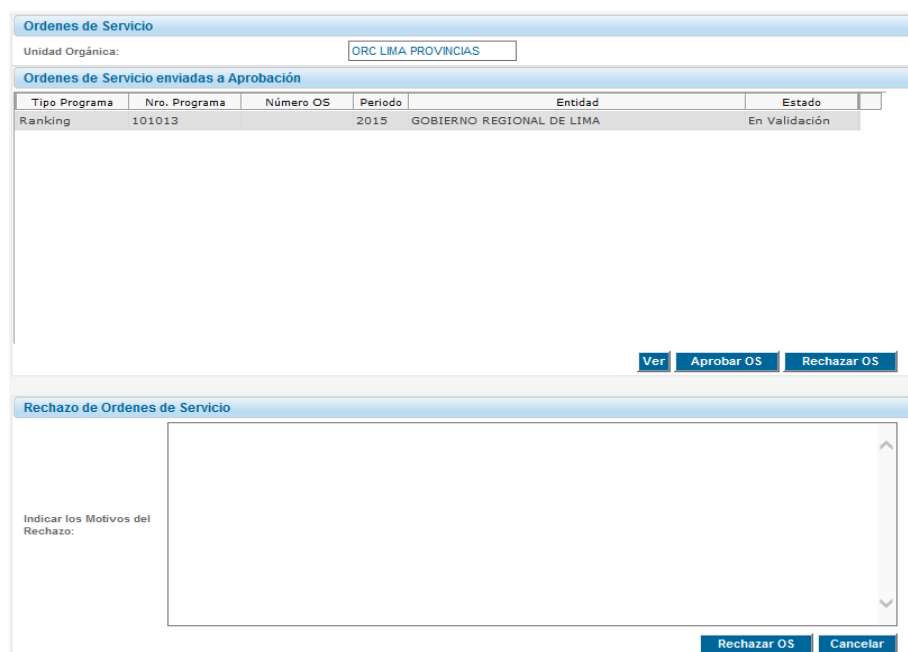 Ordenes de Servicio
Unidad Orgánica: ORC LIMA PROVINCIAS
Ordenes de Servicio enviadas a Aprobación
Tipo Programa Nro. Programa Número OS Periodo Entidad Estado
Ranking 101013 2015 GOBIERNO REGIONAL DE LIMA En Validación
Ver Aprobar OS Rechazar OS
Rechazo de Ordenes de Servicio
Indicar los Motivos del
Rechazo:
Rechazar OS Cancelar